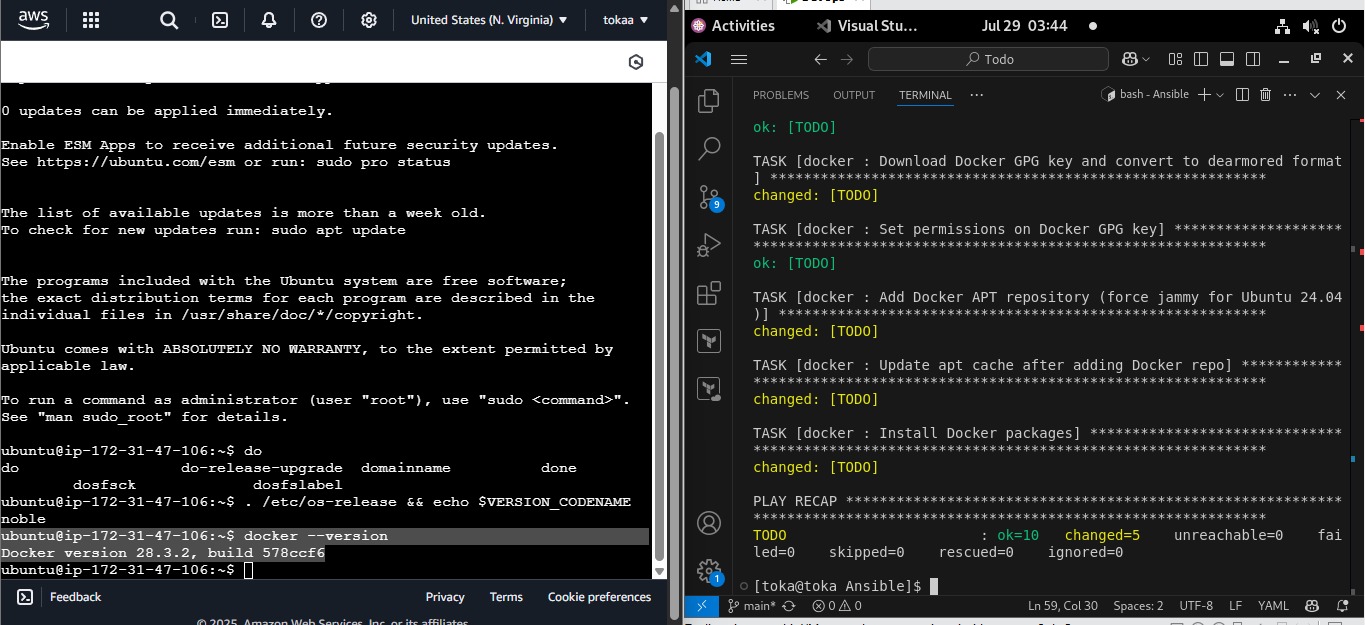 aws
United States (N. Virginia) ▼
tokaa ▼
0 updates can be applied immediately.
Enable ESM Apps to receive additional future security updates.
See https://ubuntu.com/esm or run: sudo pro status
The list of available updates is more than a week old.
To check for new updates run: sudo apt update
The programs included with the Ubuntu system are free software;
the exact distribution terms for each program are described in the
individual files in /usr/share/doc/*/copyright.
Ubuntu comes with ABSOLUTELY NO WARRANTY, to the extent permitted by
applicable law.
To run a command as administrator (user "root"), use "sudo <command>".
See "man sudo_root" for details.
ubuntu@ip-172-31-47-106:~$ do
do do-release-upgrade domainname done
dosfsck dosfslabel
ubuntu@ip-172-31-47-106:~$ . /etc/os-release && echo $VERSION_CODENAME
noble
ubuntu@ip-172-31-47-106:~$ docker --version
Docker version 28.3.2, build 578ccf6
ubuntu@ip-172-31-47-106:~$
Feedback Privacy Terms Cookie preferences
© 2025, Amazon Web Services, Inc. or its affiliates.
Activities Visual Stu... Jul 29 03:44
Todo
PROBLEMS OUTPUT TERMINAL ··· bash - Ansible
ok: [TODO]
TASK [docker : Download Docker GPG key and convert to dearmored format
] ***********************************************************
changed: [TODO]
TASK [docker : Set permissions on Docker GPG key] ********************
*************************************************************
ok: [TODO]
TASK [docker : Add Docker APT repository (force jammy for Ubuntu 24.04
)] **********************************************************
changed: [TODO]
TASK [docker : Update apt cache after adding Docker repo] ************
*************************************************************
changed: [TODO]
TASK [docker : Install Docker packages] ******************************
*************************************************************
changed: [TODO]
PLAY RECAP ***********************************************************
*************************************************************
TODO : ok=10 changed=5 unreachable=0 fai
led=0 skipped=0 rescued=0 ignored=0
[toka@toka Ansible]$
9
1
main* 0 0 Ln 59, Col 30 Spaces: 2 UTF-8 LF YAML